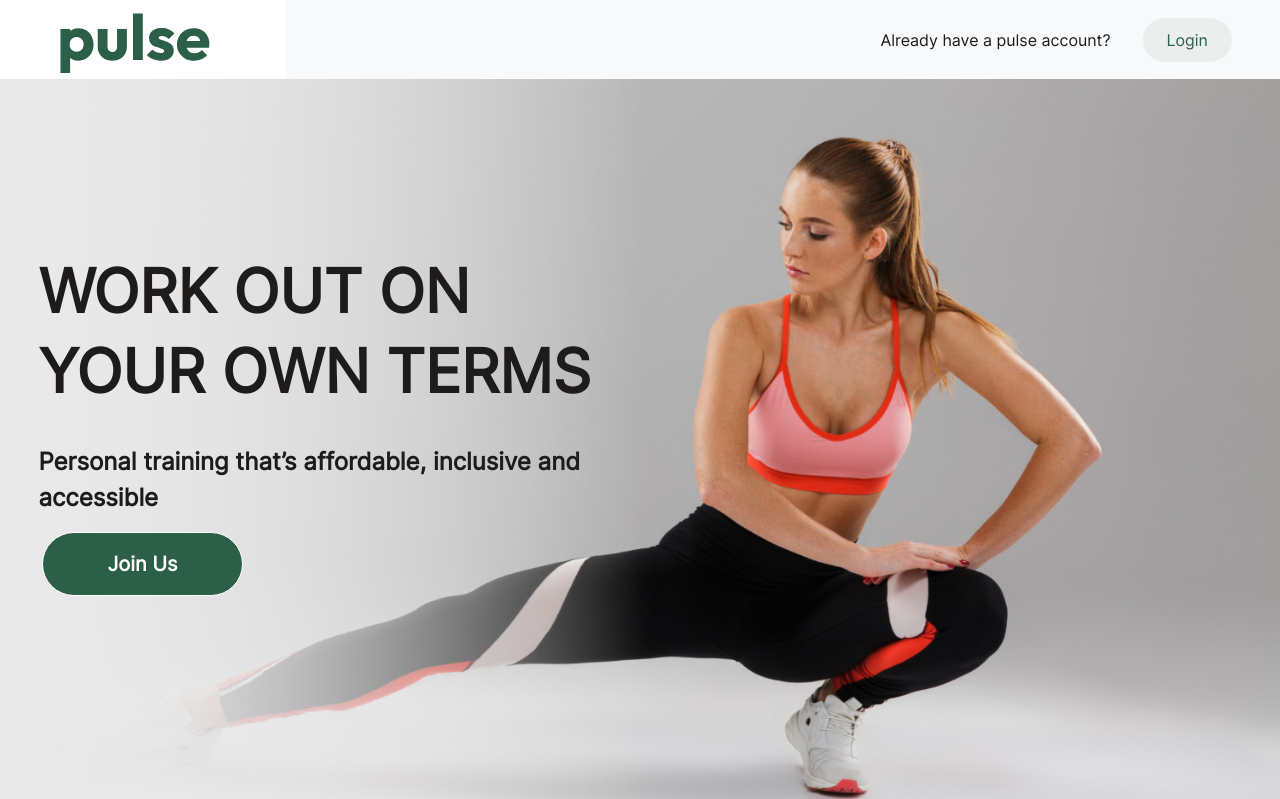 pulse
Already have a pulse account?
Login
WORK OUT ON
YOUR OWN TERMS
Personal training that’s affordable, inclusive and
accessible
Join Us